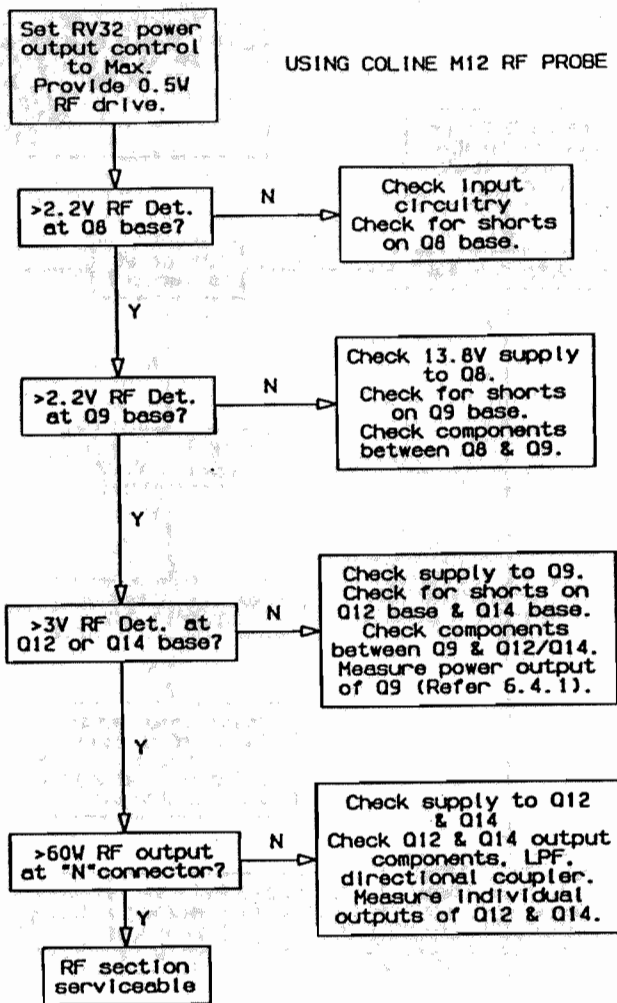 Set RV32 power
output control
to Max.
Provide 0.5W
RF drive.
USING COLINE M12 RF PROBE
>2.2V RF Det.
at Q8 base?
N
Check input
circuitry
Check for shorts
on Q8 base.
Y
>2.2V RF Det.
at Q9 base?
N
Check 13.8V supply
to Q8.
Check for shorts
on Q9 base.
Check components
between Q8 & Q9.
Y
>3V RF Det. at
Q12 or Q14 base?
N
Check supply to Q9.
Check for shorts on
Q12 base & Q14 base.
Check components
between Q9 & Q12/Q14.
Measure power output
of Q9 (Refer 6.4.1).
Y
>60W RF output
at "N"connector?
N
Check supply to Q12
& Q14
Check Q12 & Q14 output
components. LPF.
directional coupler.
Measure individual
outputs of Q12 & Q14.
Y
RF section
serviceable